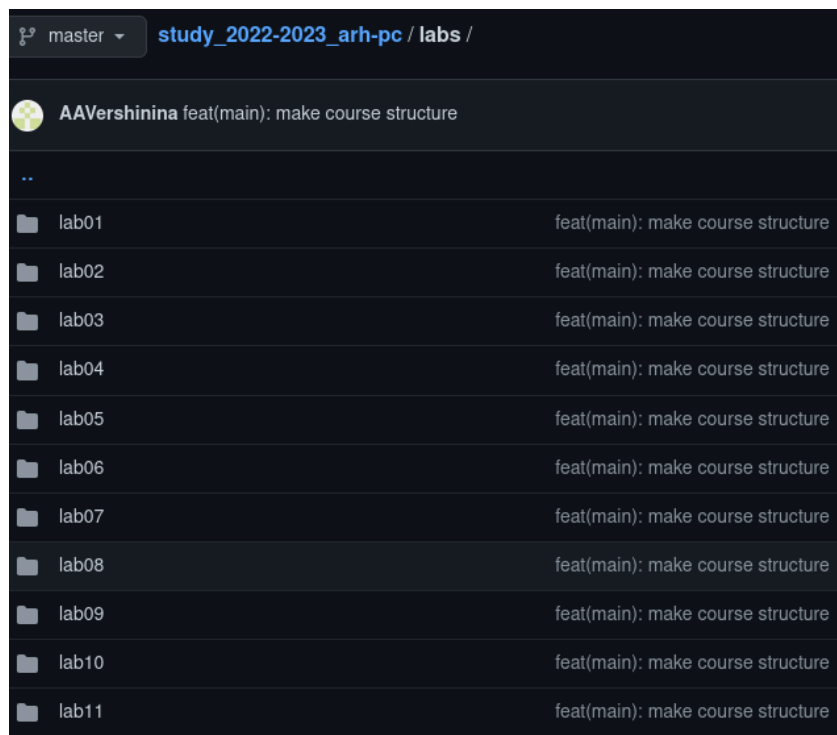 master study_2022-2023_arh-pc / labs /
AAVershinina feat(main): make course structure
..
lab01 feat(main): make course structure
lab02 feat(main): make course structure
lab03 feat(main): make course structure
lab04 feat(main): make course structure
lab05 feat(main): make course structure
lab06 feat(main): make course structure
lab07 feat(main): make course structure
lab08 feat(main): make course structure
lab09 feat(main): make course structure
lab10 feat(main): make course structure
lab11 feat(main): make course structure